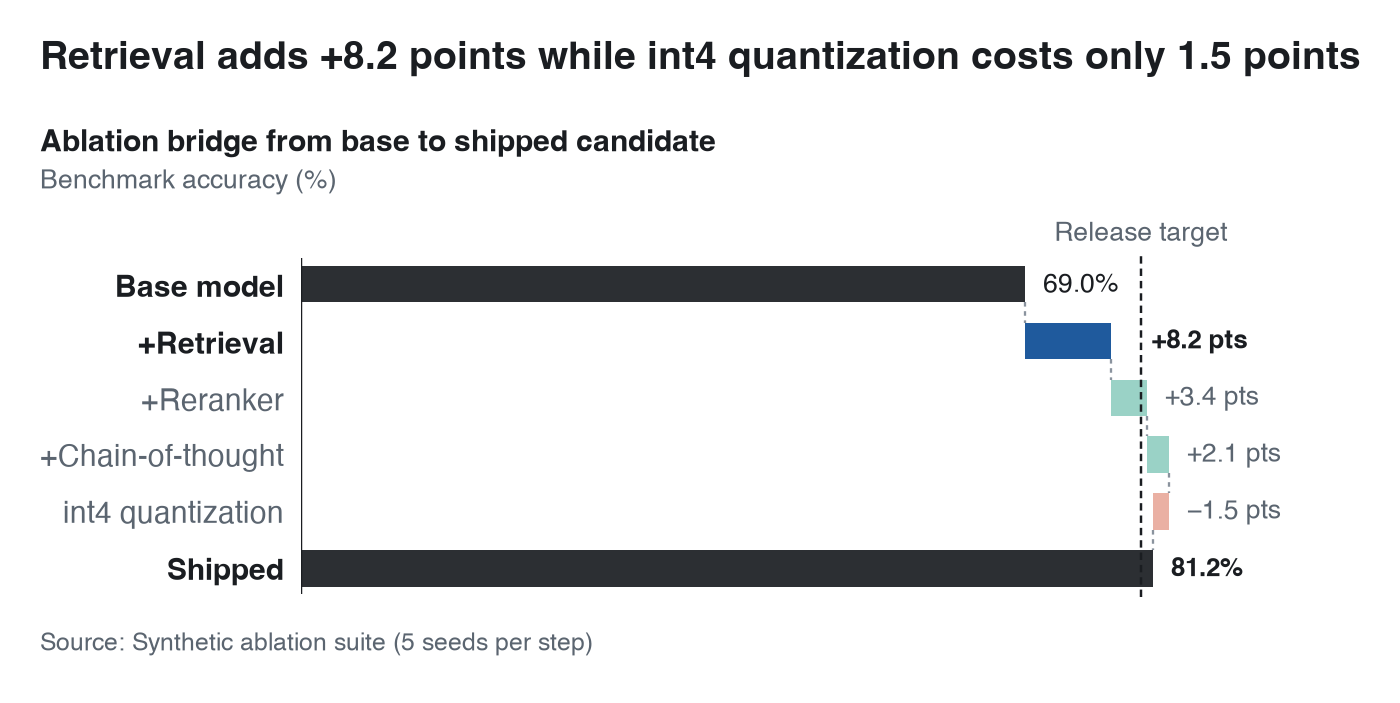 Retrieval adds +8.2 points while int4 quantization costs only 1.5 points
Ablation bridge from base to shipped candidate
Benchmark accuracy (%)
Release target
Base model 69.0%
+Retrieval +8.2 pts
+Reranker +3.4 pts
+Chain-of-thought +2.1 pts
int4 quantization −1.5 pts
Shipped 81.2%
Source: Synthetic ablation suite (5 seeds per step)